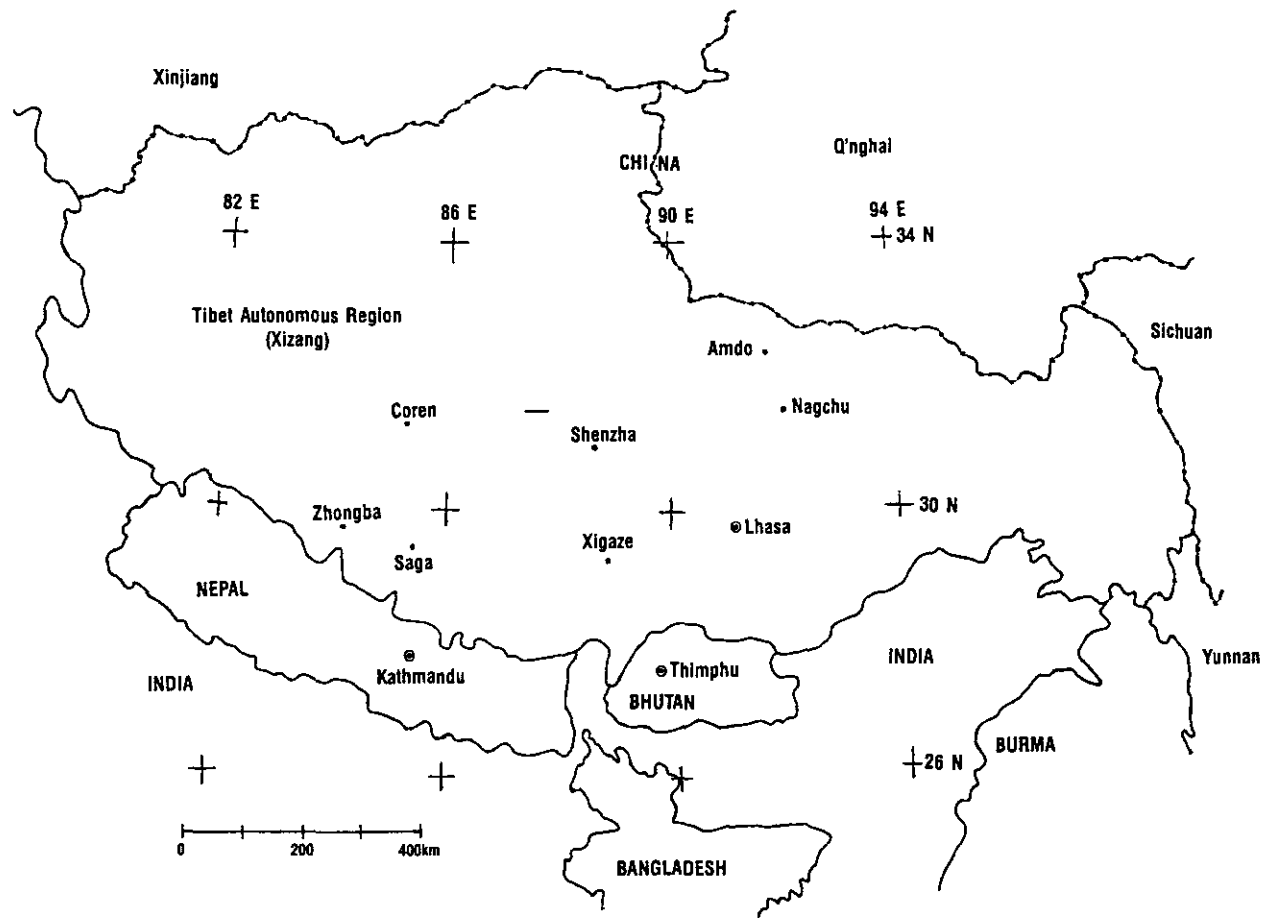 Xinjiang
CHINA
Q'nghai
82 E
86 E
90 E
94 E
34 N
Tibet Autonomous Region
(Xizang)
Sichuan
Amdo
Coren
Nagchu
Shenzha
Zhongba
30 N
Lhasa
Saga
Xigaze
NEPAL
Kathmandu
Thimphu
INDIA
Yunnan
INDIA
BHUTAN
BURMA
26 N
0
200
400km
BANGLADESH